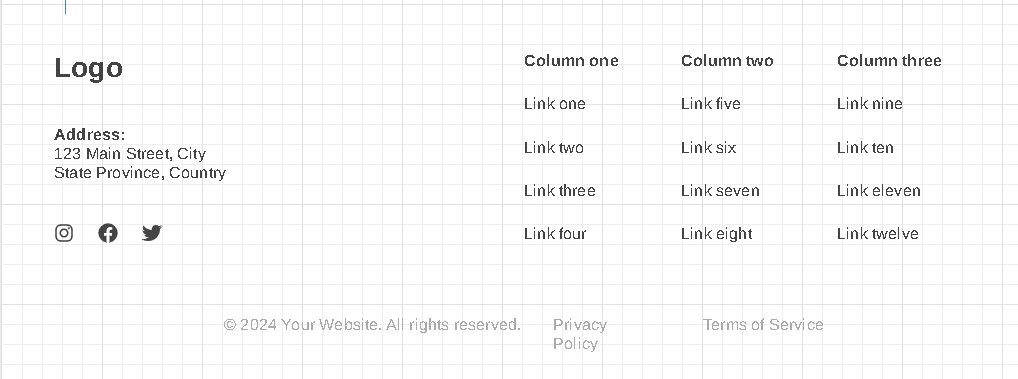 Logo
Address:
123 Main Street, City
State Province, Country
Column one
Link one
Link two
Link three
Link four
Column two
Link five
Link six
Link seven
Link eight
Column three
Link nine
Link ten
Link eleven
Link twelve
© 2024 Your Website. All rights reserved.
Privacy
Policy
Terms of Service